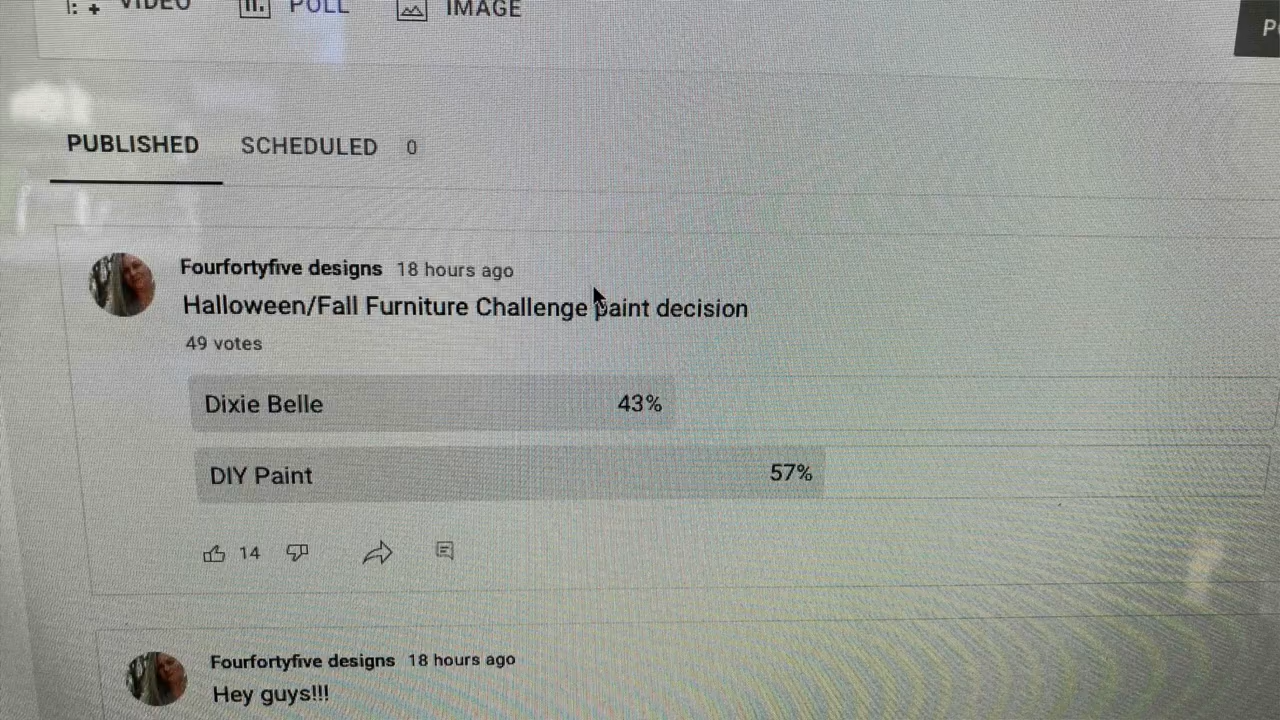 VIDEO POLL IMAGE
PUBLISHED SCHEDULED 0
Fourfortyfive designs 18 hours ago
Halloween/Fall Furniture Challenge paint decision
49 votes
Dixie Belle 43%
DIY Paint 57%
14
Fourfortyfive designs 18 hours ago
Hey guys!!!